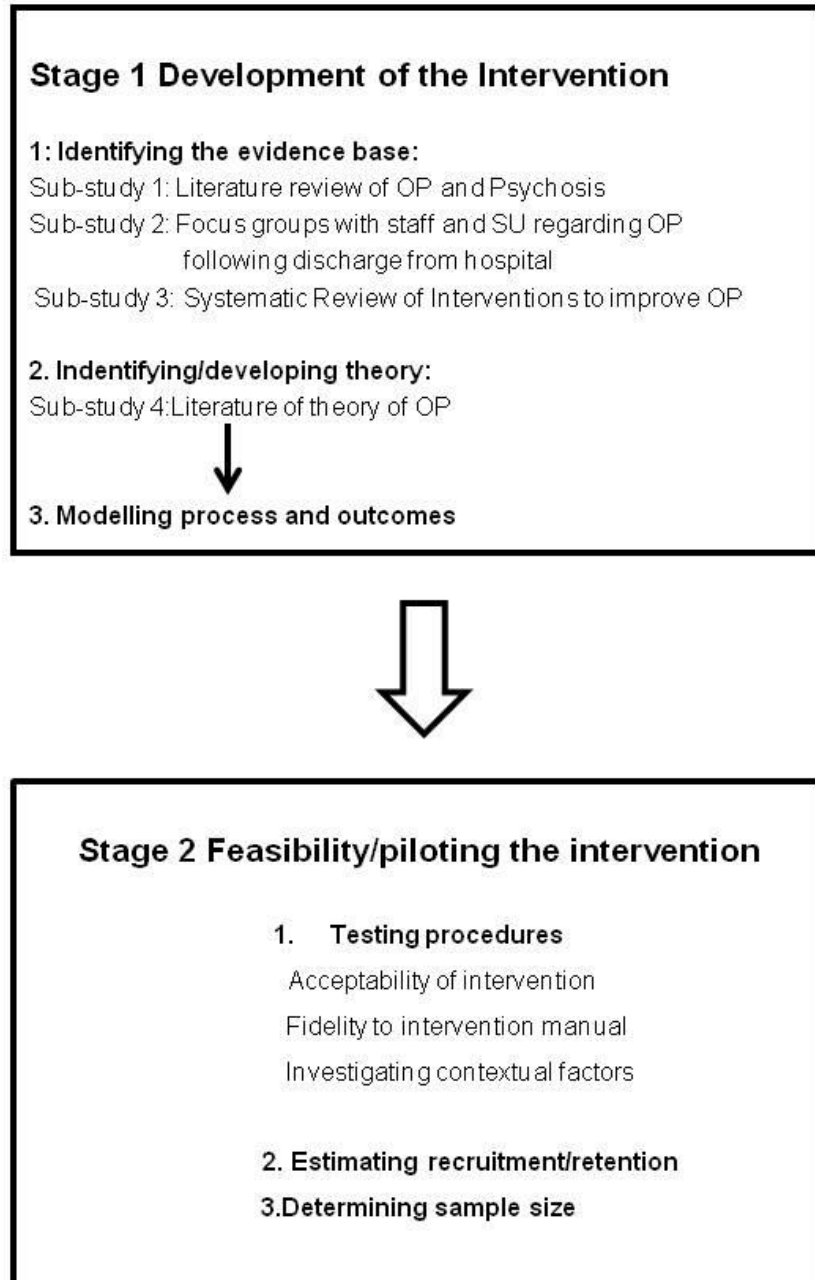 Stage 1 Development of the Intervention
1: Identifying the evidence base:
Sub-study 1: Literature review of OP and Psychosis
Sub-study 2: Focus groups with staff and SU regarding OP
following discharge from hospital
Sub-study 3: Systematic Review of Interventions to improve OP
2. Indentifying/developing theory:
Sub-study 4:Literature of theory of OP
3. Modelling process and outcomes
Stage 2 Feasibility/piloting the intervention
1. Testing procedures
Acceptability of intervention
Fidelity to intervention manual
Investigating contextual factors
2. Estimating recruitment/retention
3.Determining sample size